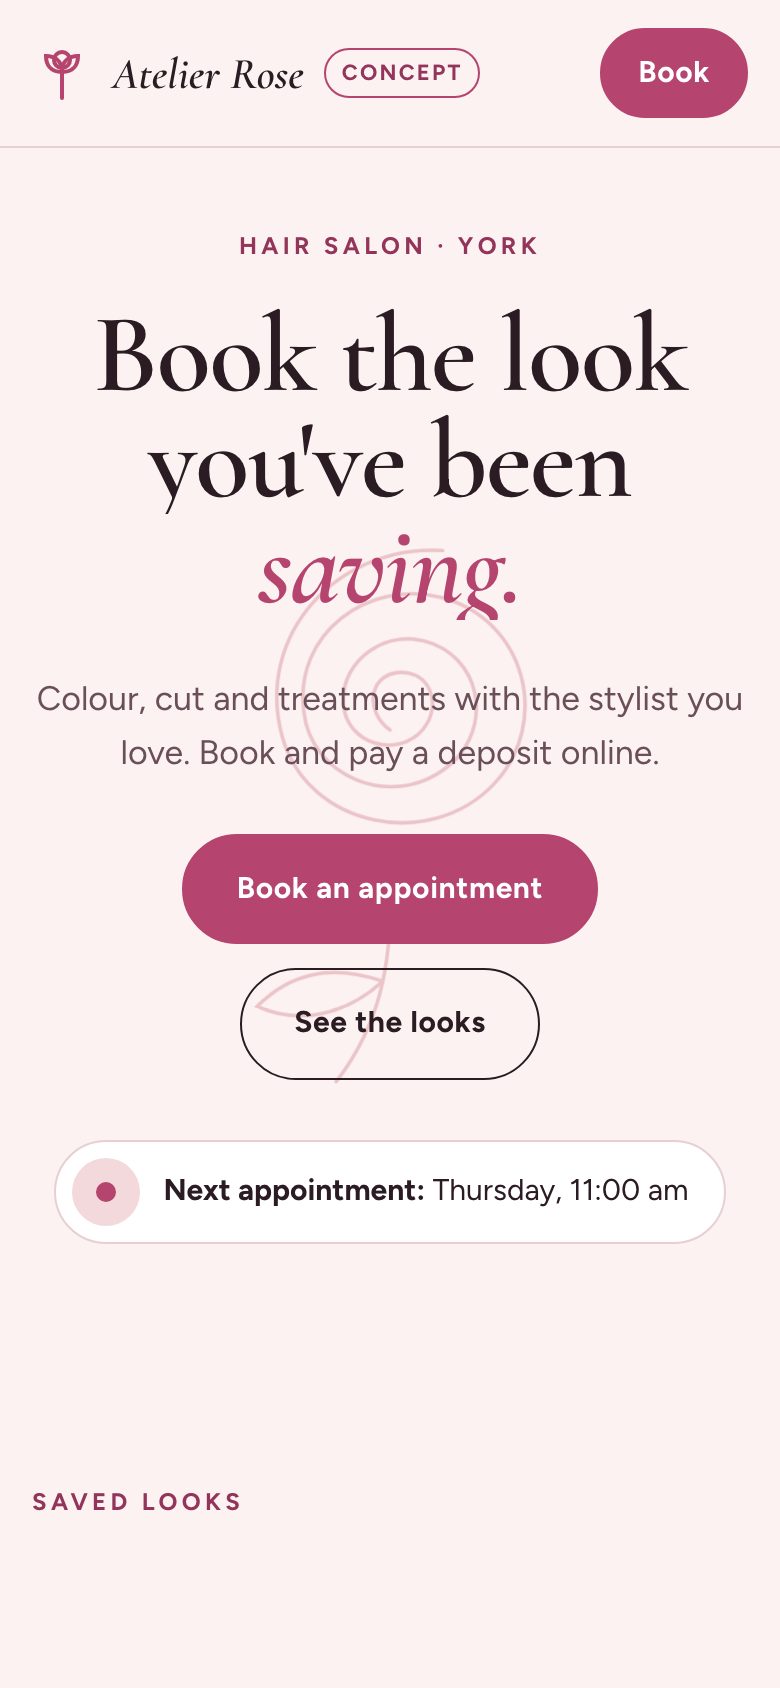 Atelier Rose CONCEPT Book
HAIR SALON · YORK
Book the look
you've been
saving.
Colour, cut and treatments with the stylist you
love. Book and pay a deposit online.
Book an appointment
See the looks
Next appointment: Thursday, 11:00 am
SAVED LOOKS